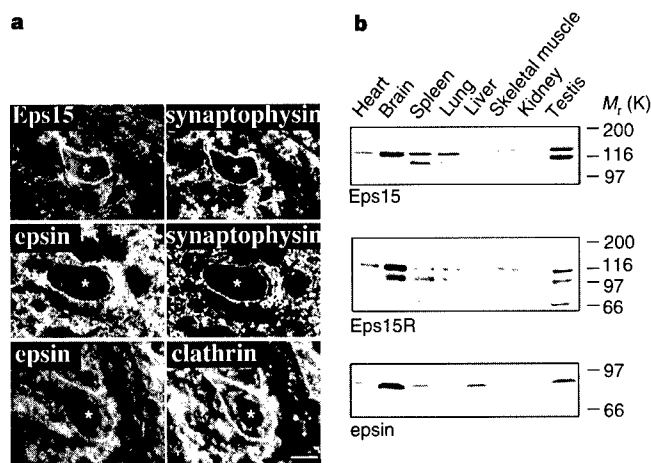 a
Eps15 synaptophysin
epsin synaptophysin
epsin clathrin
b
Heart
Brain
Spleen
Lung
Liver
Skeletal muscle
Kidney
Testis
Mr (K)
200
116
97
Eps15
200
116
97
66
Eps15R
97
66
epsin